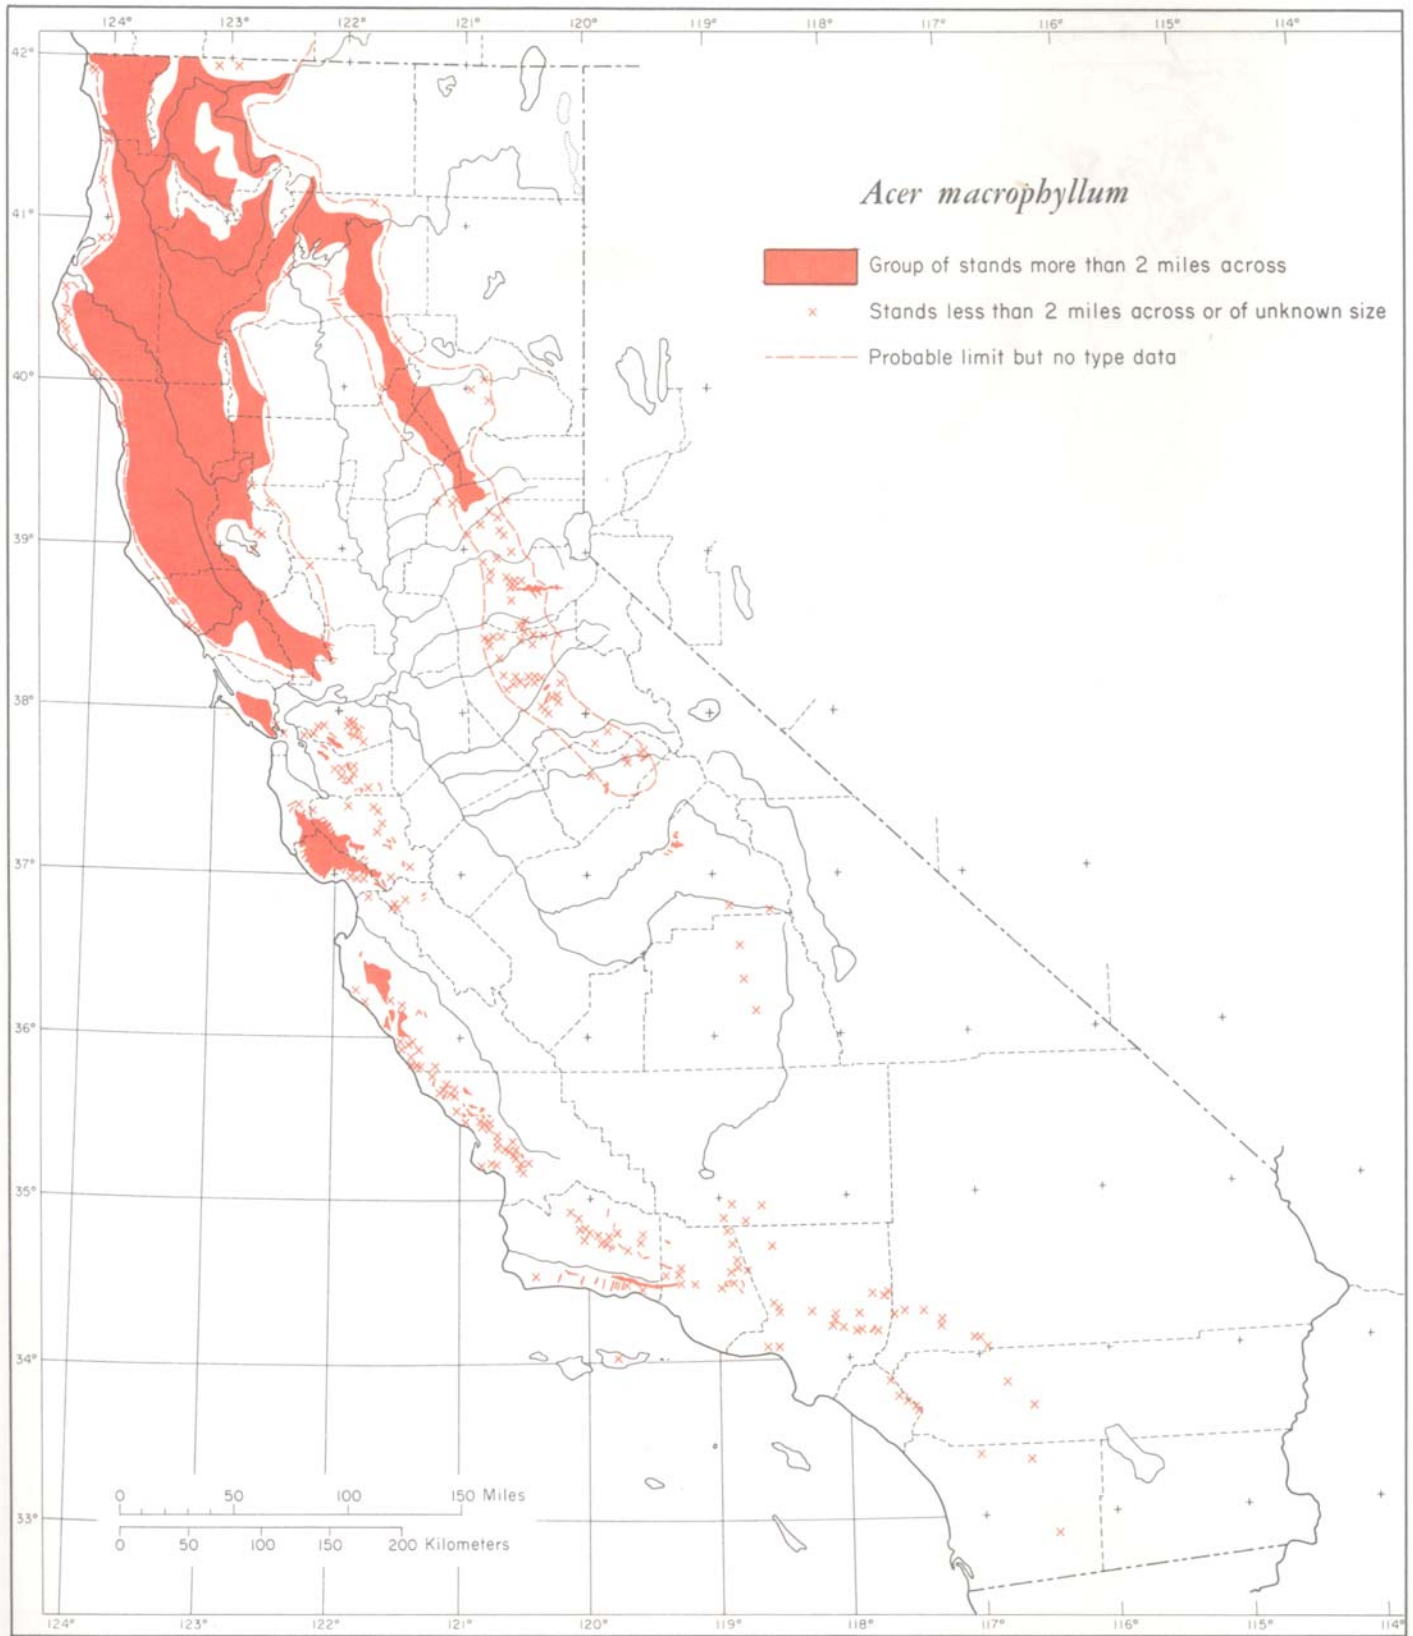 124° 123° 122° 121° 120° 119° 118° 117° 116° 115° 114°
42°
41°
40°
39°
38°
37°
36°
35°
34°
33°
Acer macrophyllum
Group of stands more than 2 miles across
× Stands less than 2 miles across or of unknown size
Probable limit but no type data
0 50 100 150 Miles
0 50 100 150 200 Kilometers
124° 123° 122° 121° 120° 119° 118° 117° 116° 115° 114°